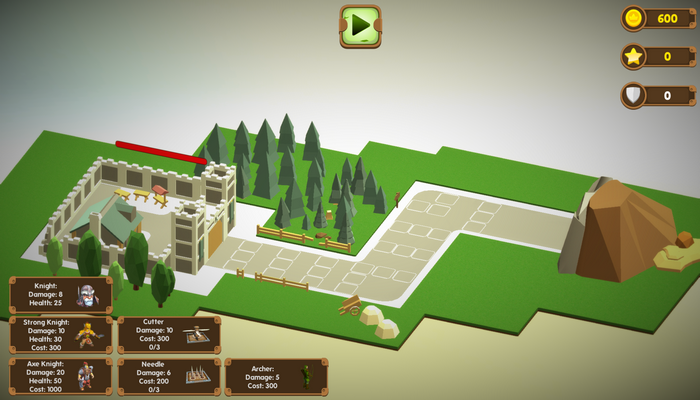 600
0
0
Knight:
Damage: 8
Health: 25
Strong Knight:
Damage: 10
Health: 30
Cost: 300
Cutter
Damage: 10
Cost: 300
0/3
Axe Knight:
Damage: 20
Health: 50
Cost: 1000
Needle
Damage: 6
Cost: 200
0/3
Archer:
Damage: 5
Cost: 300